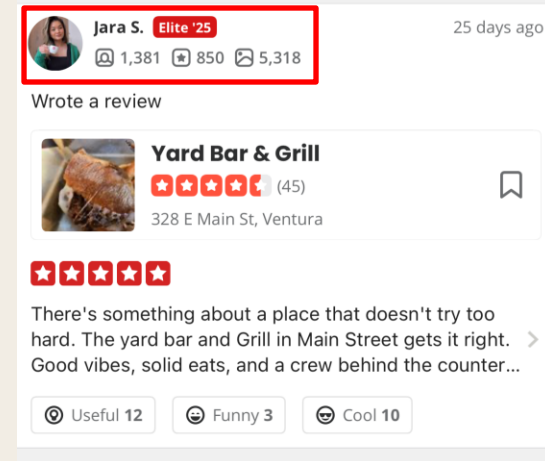 Jara S. Elite '25
25 days ago
1,381 850 5,318
Wrote a review
Yard Bar & Grill
(45)
328 E Main St, Ventura
There's something about a place that doesn't try too
hard. The yard bar and Grill in Main Street gets it right.
Good vibes, solid eats, and a crew behind the counter...
Useful 12 Funny 3 Cool 10